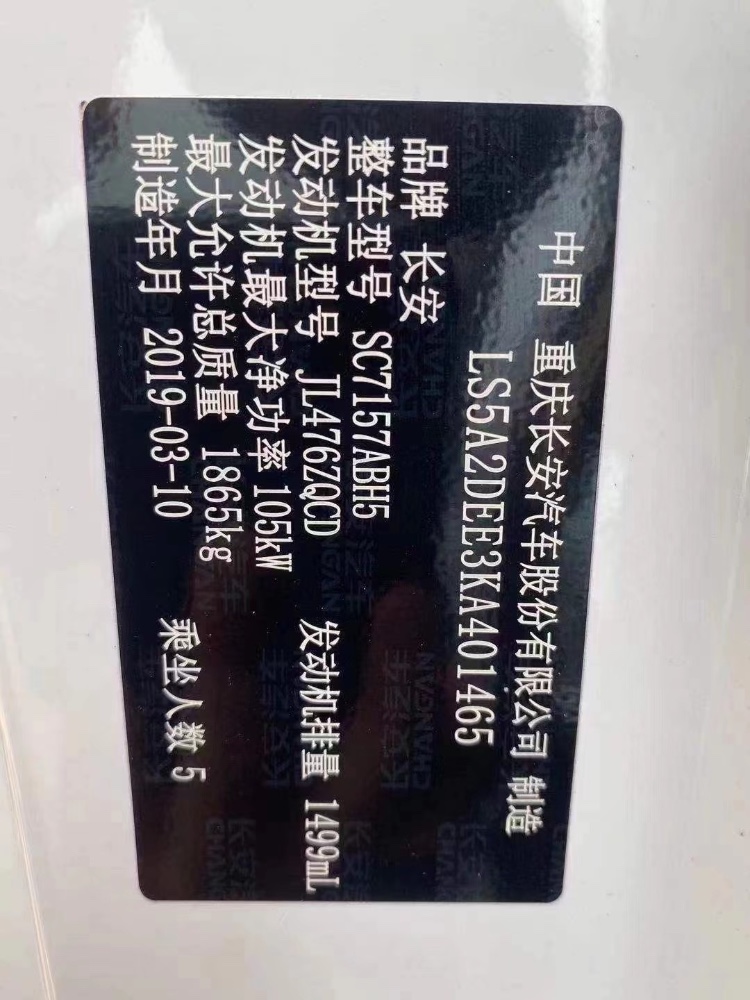 中国 重庆长安汽车股份有限公司 制造
LS5A2DEE3KA401465
品牌 长安
整车型号 SC7157ABH5
发动机型号 JL476ZQCD 发动机排量 1499mL
发动机最大净功率 105kW
最大允许总质量 1865kg
制造年月 2019-03-10 乘坐人数 5